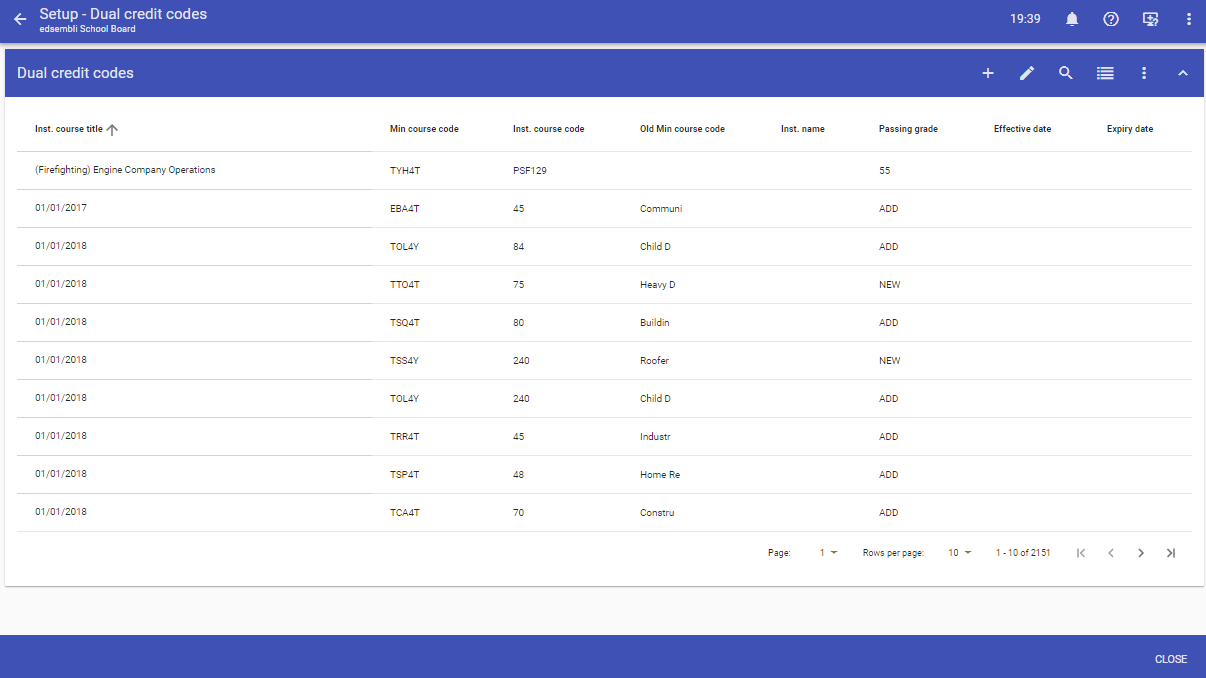 Setup - Dual credit codes
edsembli School Board
19:39
Dual credit codes
Inst. course title Min course code Inst. course code Old Min course code Inst. name Passing grade Effective date Expiry date
(Firefighting) Engine Company Operations TYH4T PSF129 55
01/01/2017 EBA4T 45 Communi ADD
01/01/2018 TOL4Y 84 Child D ADD
01/01/2018 TTO4T 75 Heavy D NEW
01/01/2018 TSQ4T 80 Buildin ADD
01/01/2018 TSS4Y 240 Roofer NEW
01/01/2018 TOL4Y 240 Child D ADD
01/01/2018 TRR4T 45 Industr ADD
01/01/2018 TSP4T 48 Home Re ADD
01/01/2018 TCA4T 70 Constru ADD
Page: 1 Rows per page: 10 1 - 10 of 2151
CLOSE